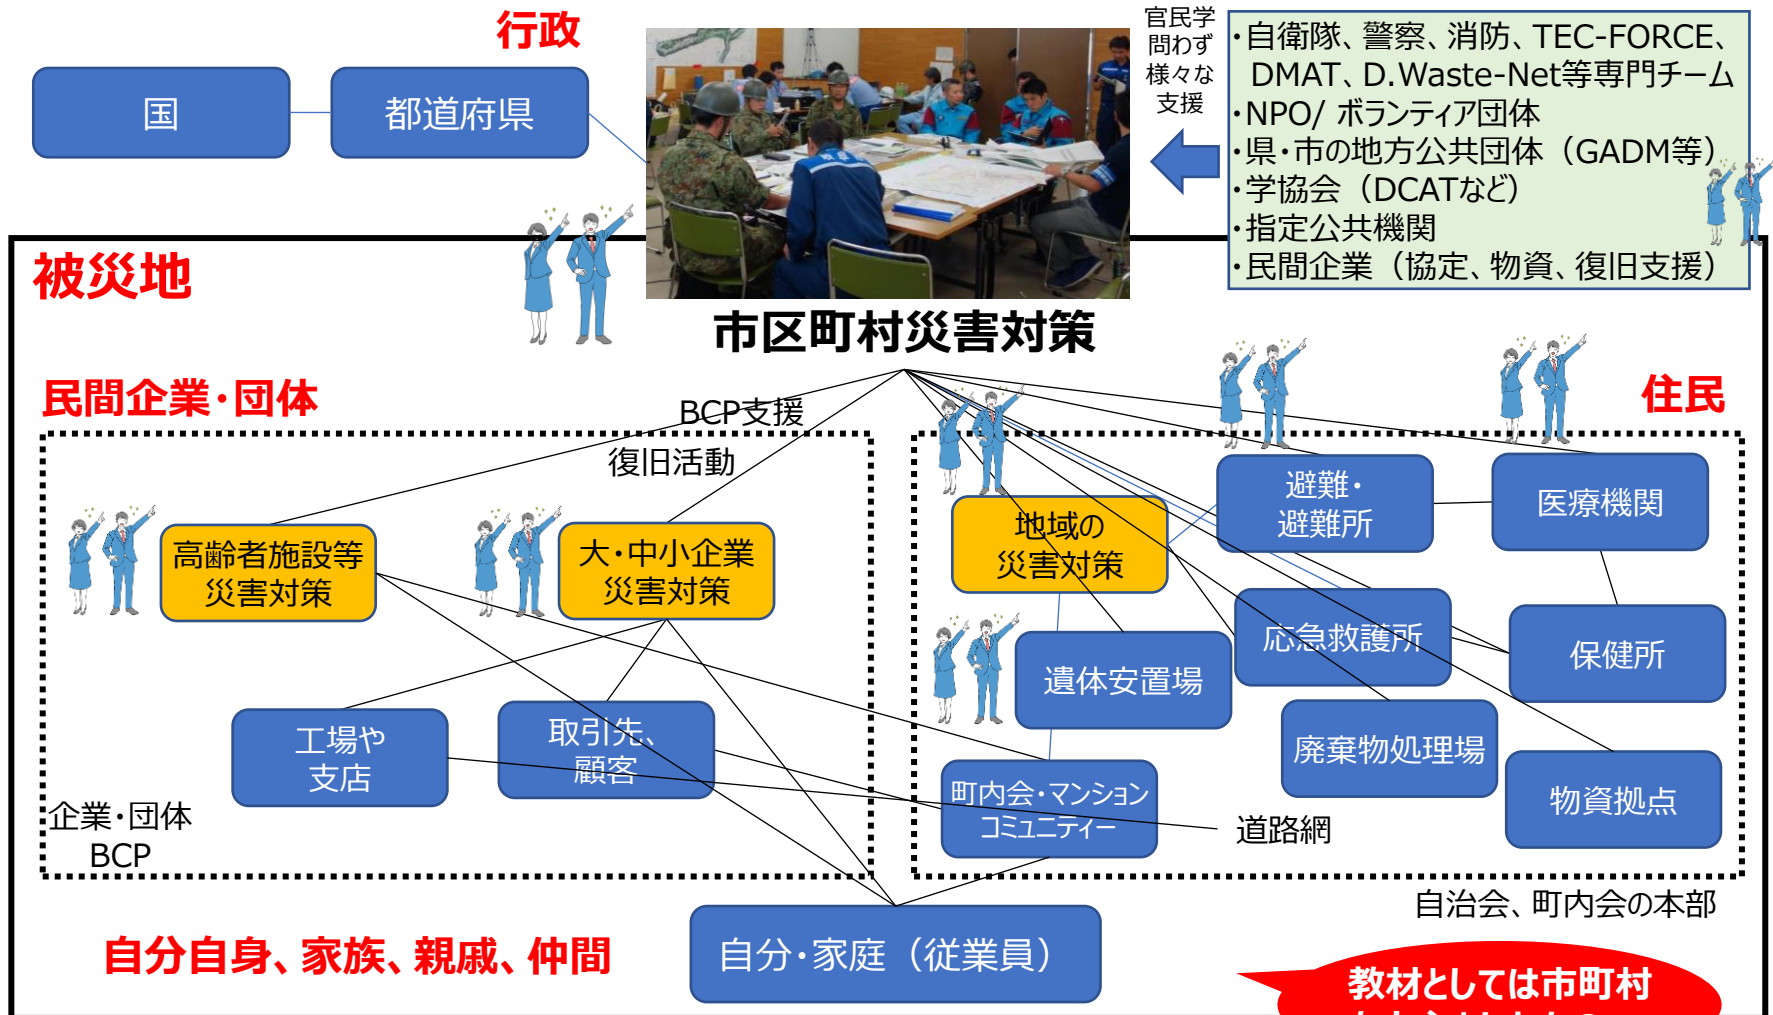 行政
国
都道府県
官民学
問わず
様々な
支援
・自衛隊、警察、消防、TEC-FORCE、
DMAT、D.Waste-Net等専門チーム
・NPO/ ボランティア団体
・県・市の地方公共団体（GADM等）
・学協会（DCATなど）
・指定公共機関
・民間企業（協定、物資、復旧支援）
被災地
市区町村災害対策
民間企業・団体
住民
BCP支援
復旧活動
高齢者施設等
災害対策
大・中小企業
災害対策
地域の
災害対策
避難・
避難所
医療機関
遺体安置場
応急救護所
保健所
工場や
支店
取引先、
顧客
町内会・マンション
コミュニティー
廃棄物処理場
物資拠点
道路網
企業・団体
BCP
自治会、町内会の本部
自分自身、家族、親戚、仲間
自分・家庭（従業員）
教材としては市町村